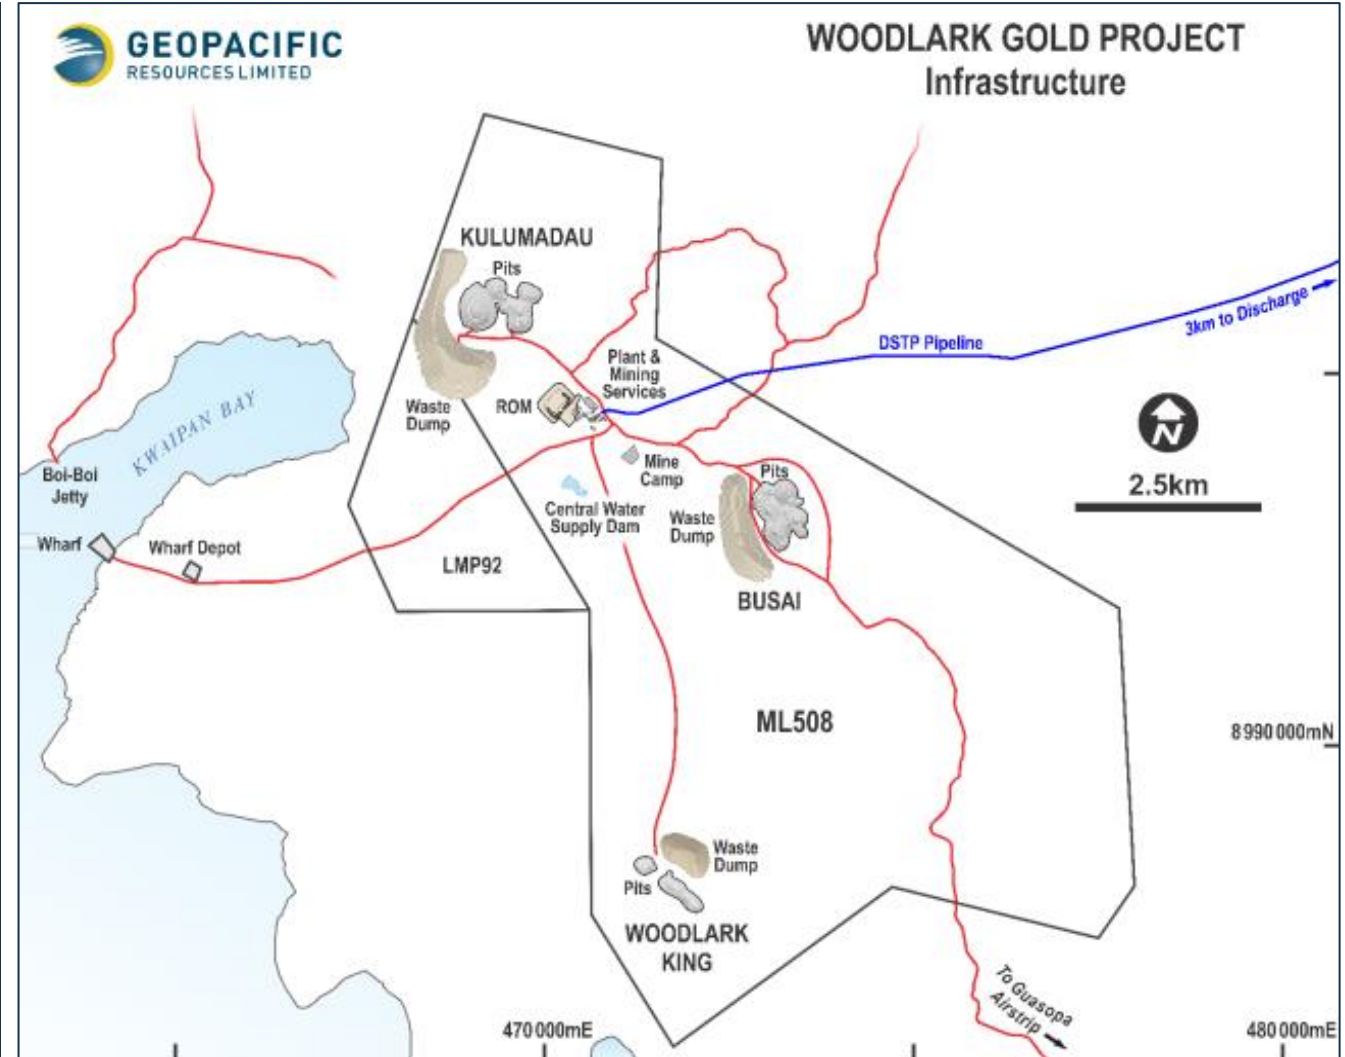 GEOPACIFIC
RESOURCES LIMITED
WOODLARK GOLD PROJECT
Infrastructure
KULUMADAU
Pits
3km to Discharge
DSTP Pipeline
Plant &
Mining
Services
Waste
Dump
ROM
KWAIPAN BAY
N
2.5km
Boi-Boi
Jetty
Mine
Camp
Pits
Central Water
Supply Dam
Waste
Dump
Wharf
Wharf Depot
LMP92
BUSAI
ML508
8 990 000mN
Waste
Dump
Pits
WOODLARK
KING
To Guasopa
Airstrip
470 000mE
480 000mE